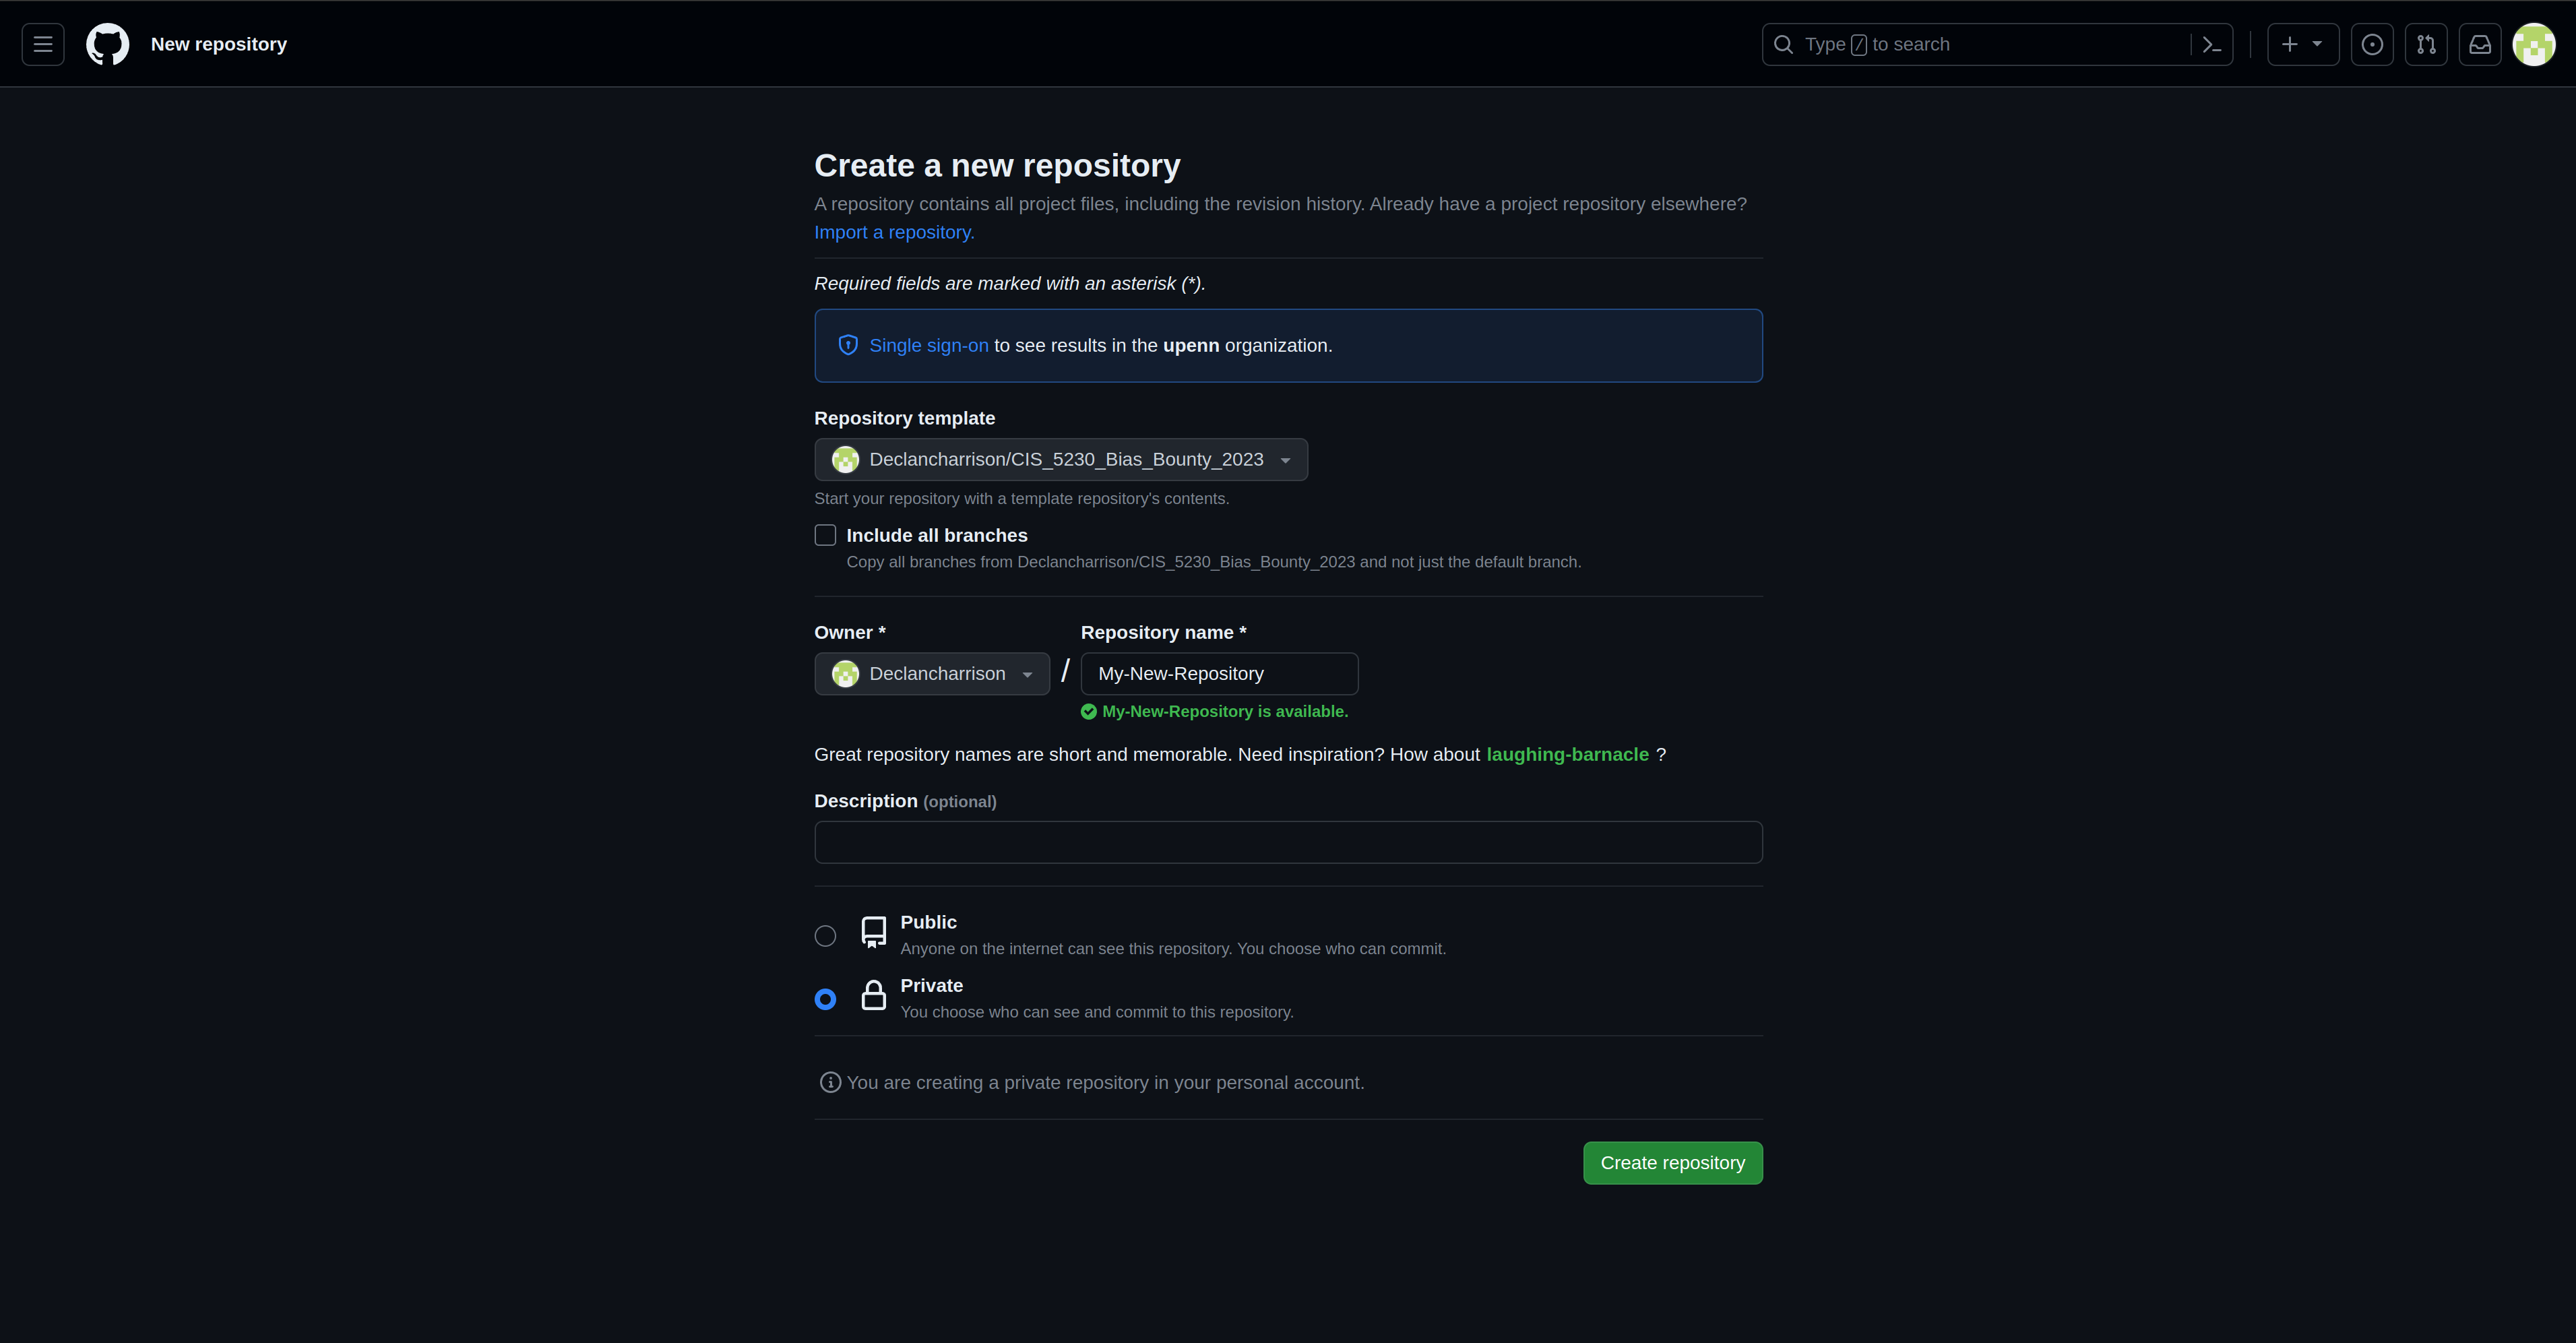 New repository
Type / to search
Create a new repository
A repository contains all project files, including the revision history. Already have a project repository elsewhere?
Import a repository.
Required fields are marked with an asterisk (*).
Single sign-on to see results in the upenn organization.
Repository template
Declancharrison/CIS_5230_Bias_Bounty_2023
Start your repository with a template repository's contents.
Include all branches
Copy all branches from Declancharrison/CIS_5230_Bias_Bounty_2023 and not just the default branch.
Owner *
Repository name *
Declancharrison / My-New-Repository
My-New-Repository is available.
Great repository names are short and memorable. Need inspiration? How about laughing-barnacle ?
Description (optional)
Public
Anyone on the internet can see this repository. You choose who can commit.
Private
You choose who can see and commit to this repository.
You are creating a private repository in your personal account.
Create repository